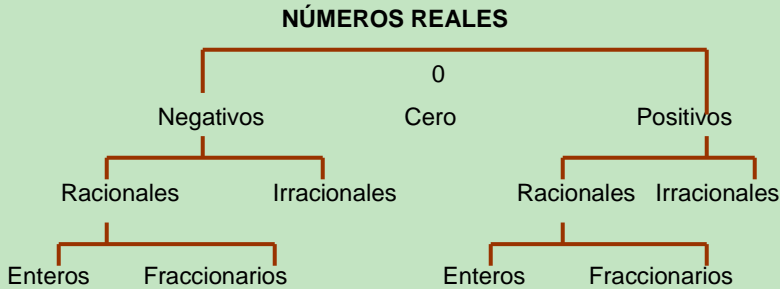 NÚMEROS REALES
0
Negativos Cero Positivos
Racionales Irracionales Racionales Irracionales
Enteros Fraccionarios Enteros Fraccionarios